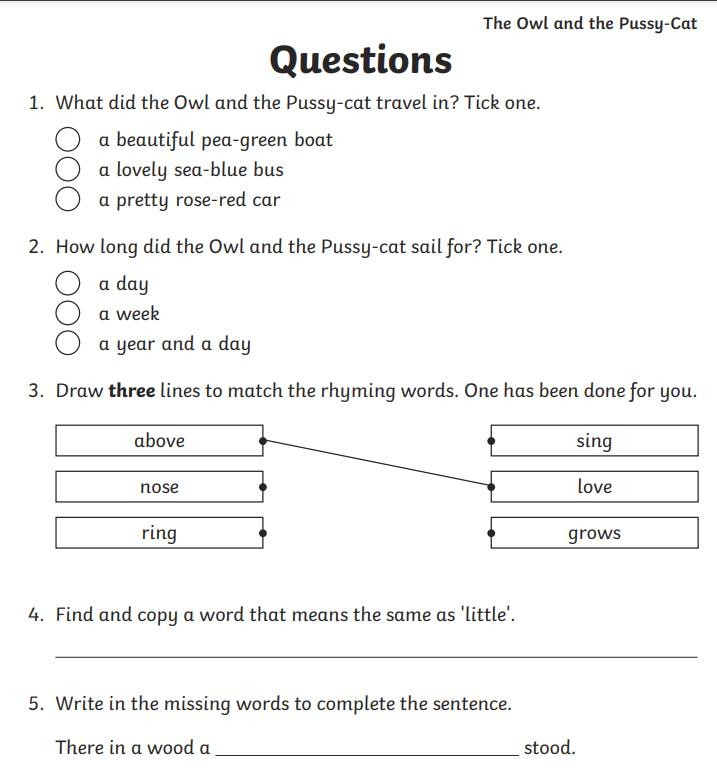 The Owl and the Pussy-Cat
Questions
1. What did the Owl and the Pussy-cat travel in? Tick one.
a beautiful pea-green boat
a lovely sea-blue bus
a pretty rose-red car
2. How long did the Owl and the Pussy-cat sail for? Tick one.
a day
a week
a year and a day
3. Draw three lines to match the rhyming words. One has been done for you.
above sing
nose love
ring grows
4. Find and copy a word that means the same as 'little'.
5. Write in the missing words to complete the sentence.
There in a wood a ______ stood.